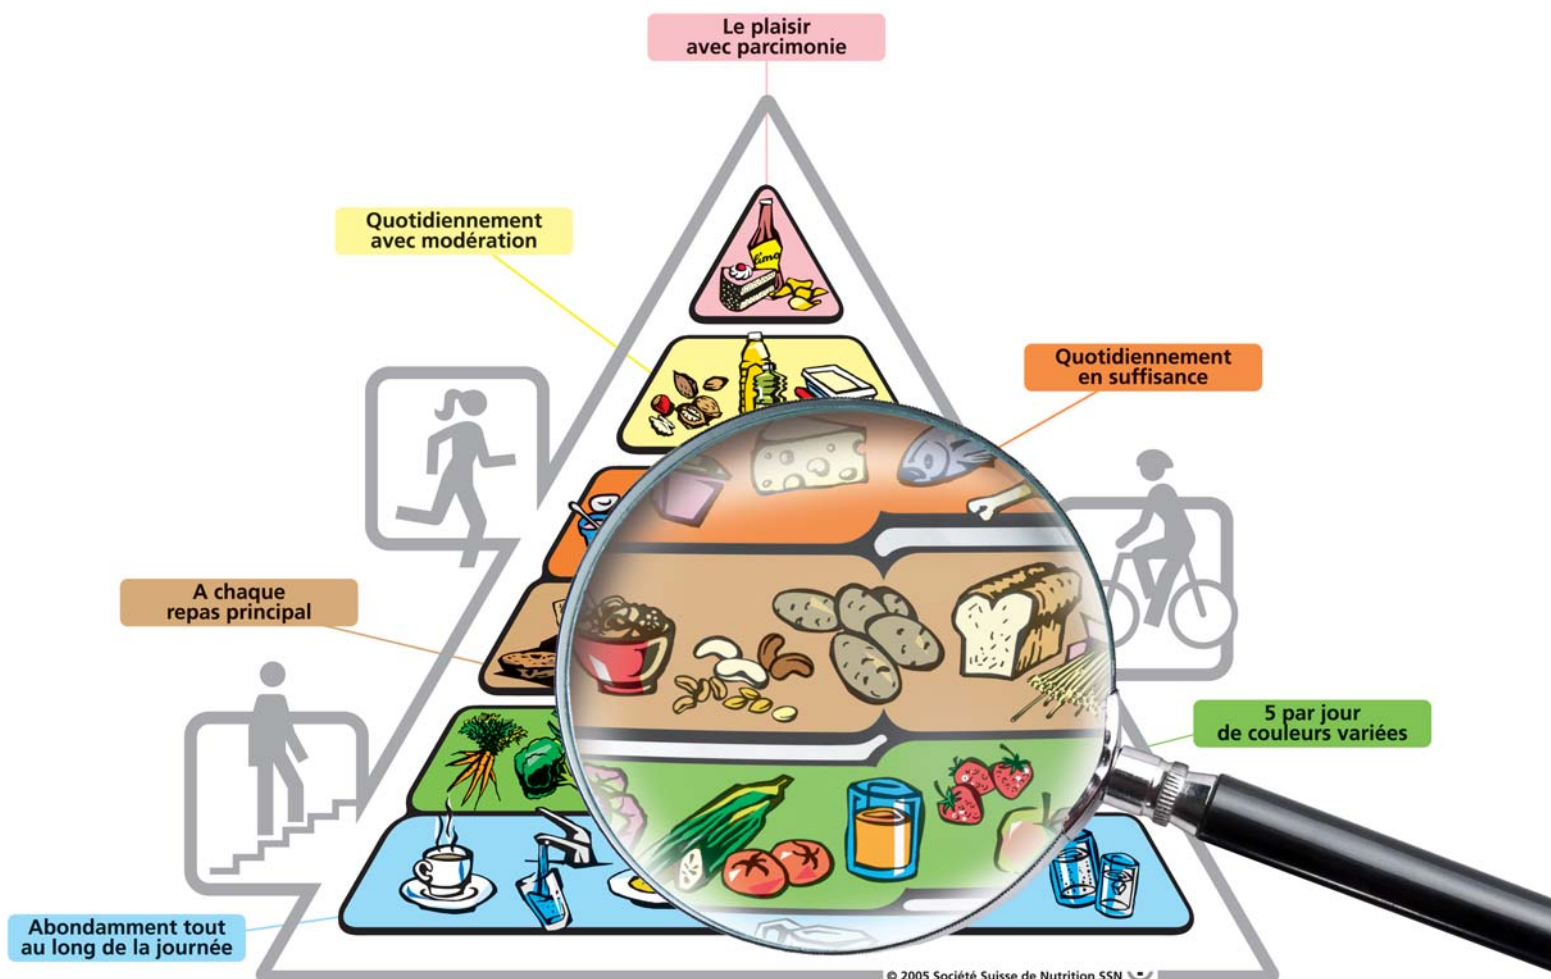 Le plaisir
avec parcimonie
Quotidiennement
avec modération
limo
Quotidiennement
en suffisance
A chaque
repas principal
5 par jour
de couleurs variées
Abondamment tout
au long de la journée
© 2005 Société Suisse de Nutrition SSN